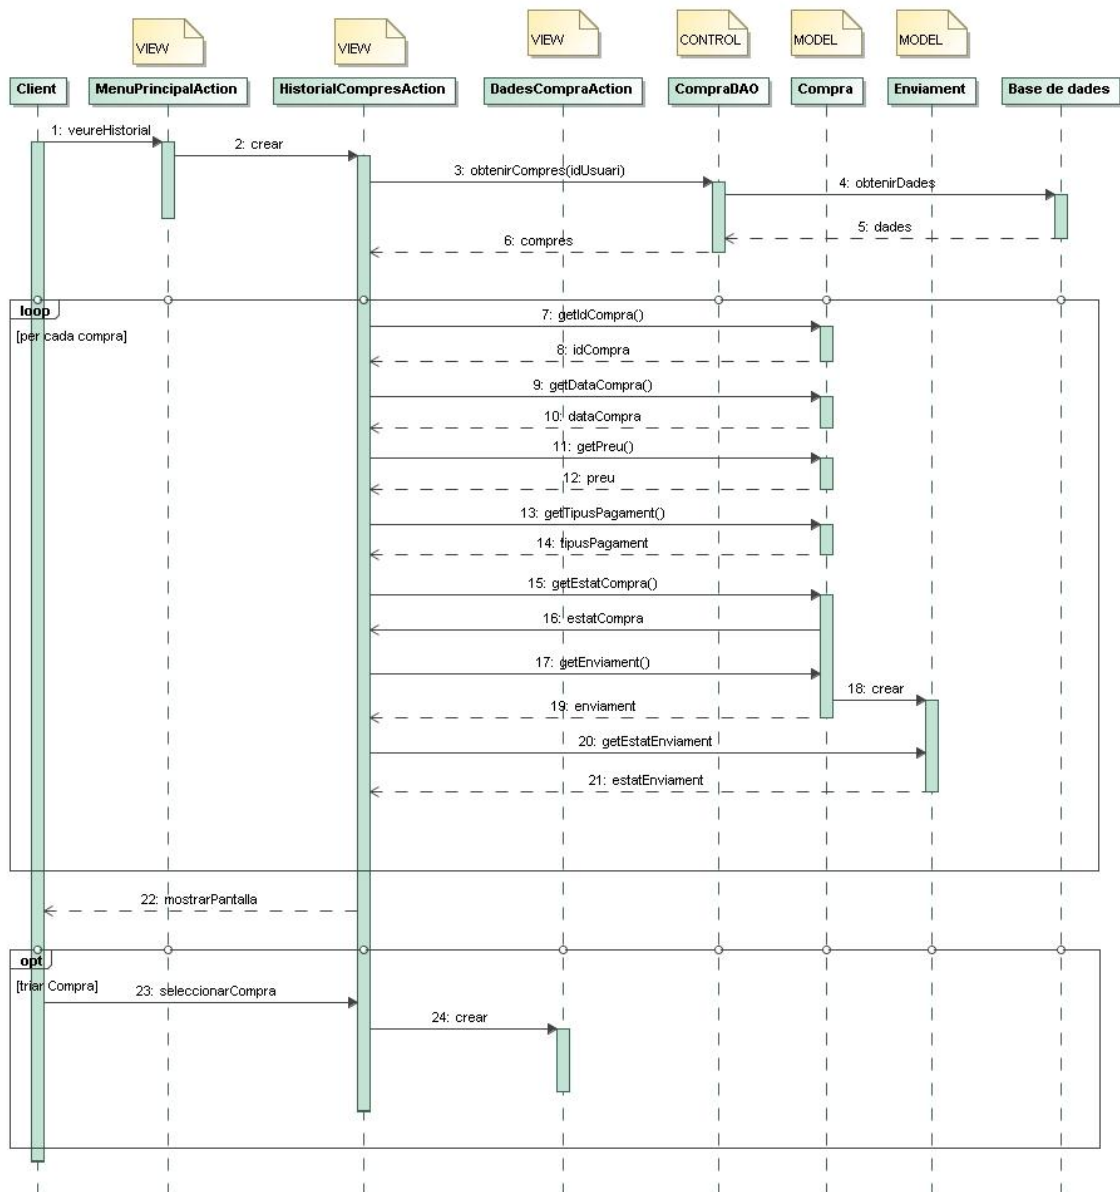 VIEW
VIEW
VIEW
CONTROL
MODEL
MODEL
Client
MenuPrincipalAction
HistorialCompresAction
DadesCompraAction
CompraDAO
Compra
Enviament
Base de dades
1: veureHistorial
2: crear
3: obtenirCompres(idUsuari)
4: obtenirDades
5: dades
6: compres
loop
[per cada compra]
7: getIdCompra()
8: idCompra
9: getDataCompra()
10: dataCompra
11: getPreu()
12: preu
13: getTipusPagament()
14: tipusPagament
15: getEstatCompra()
16: estatCompra
17: getEnviament()
18: crear
19: enviament
20: getEstatEnviament
21: estatEnviament
22: mostrarPantalla
opt
[triar Compra]
23: seleccionarCompra
24: crear